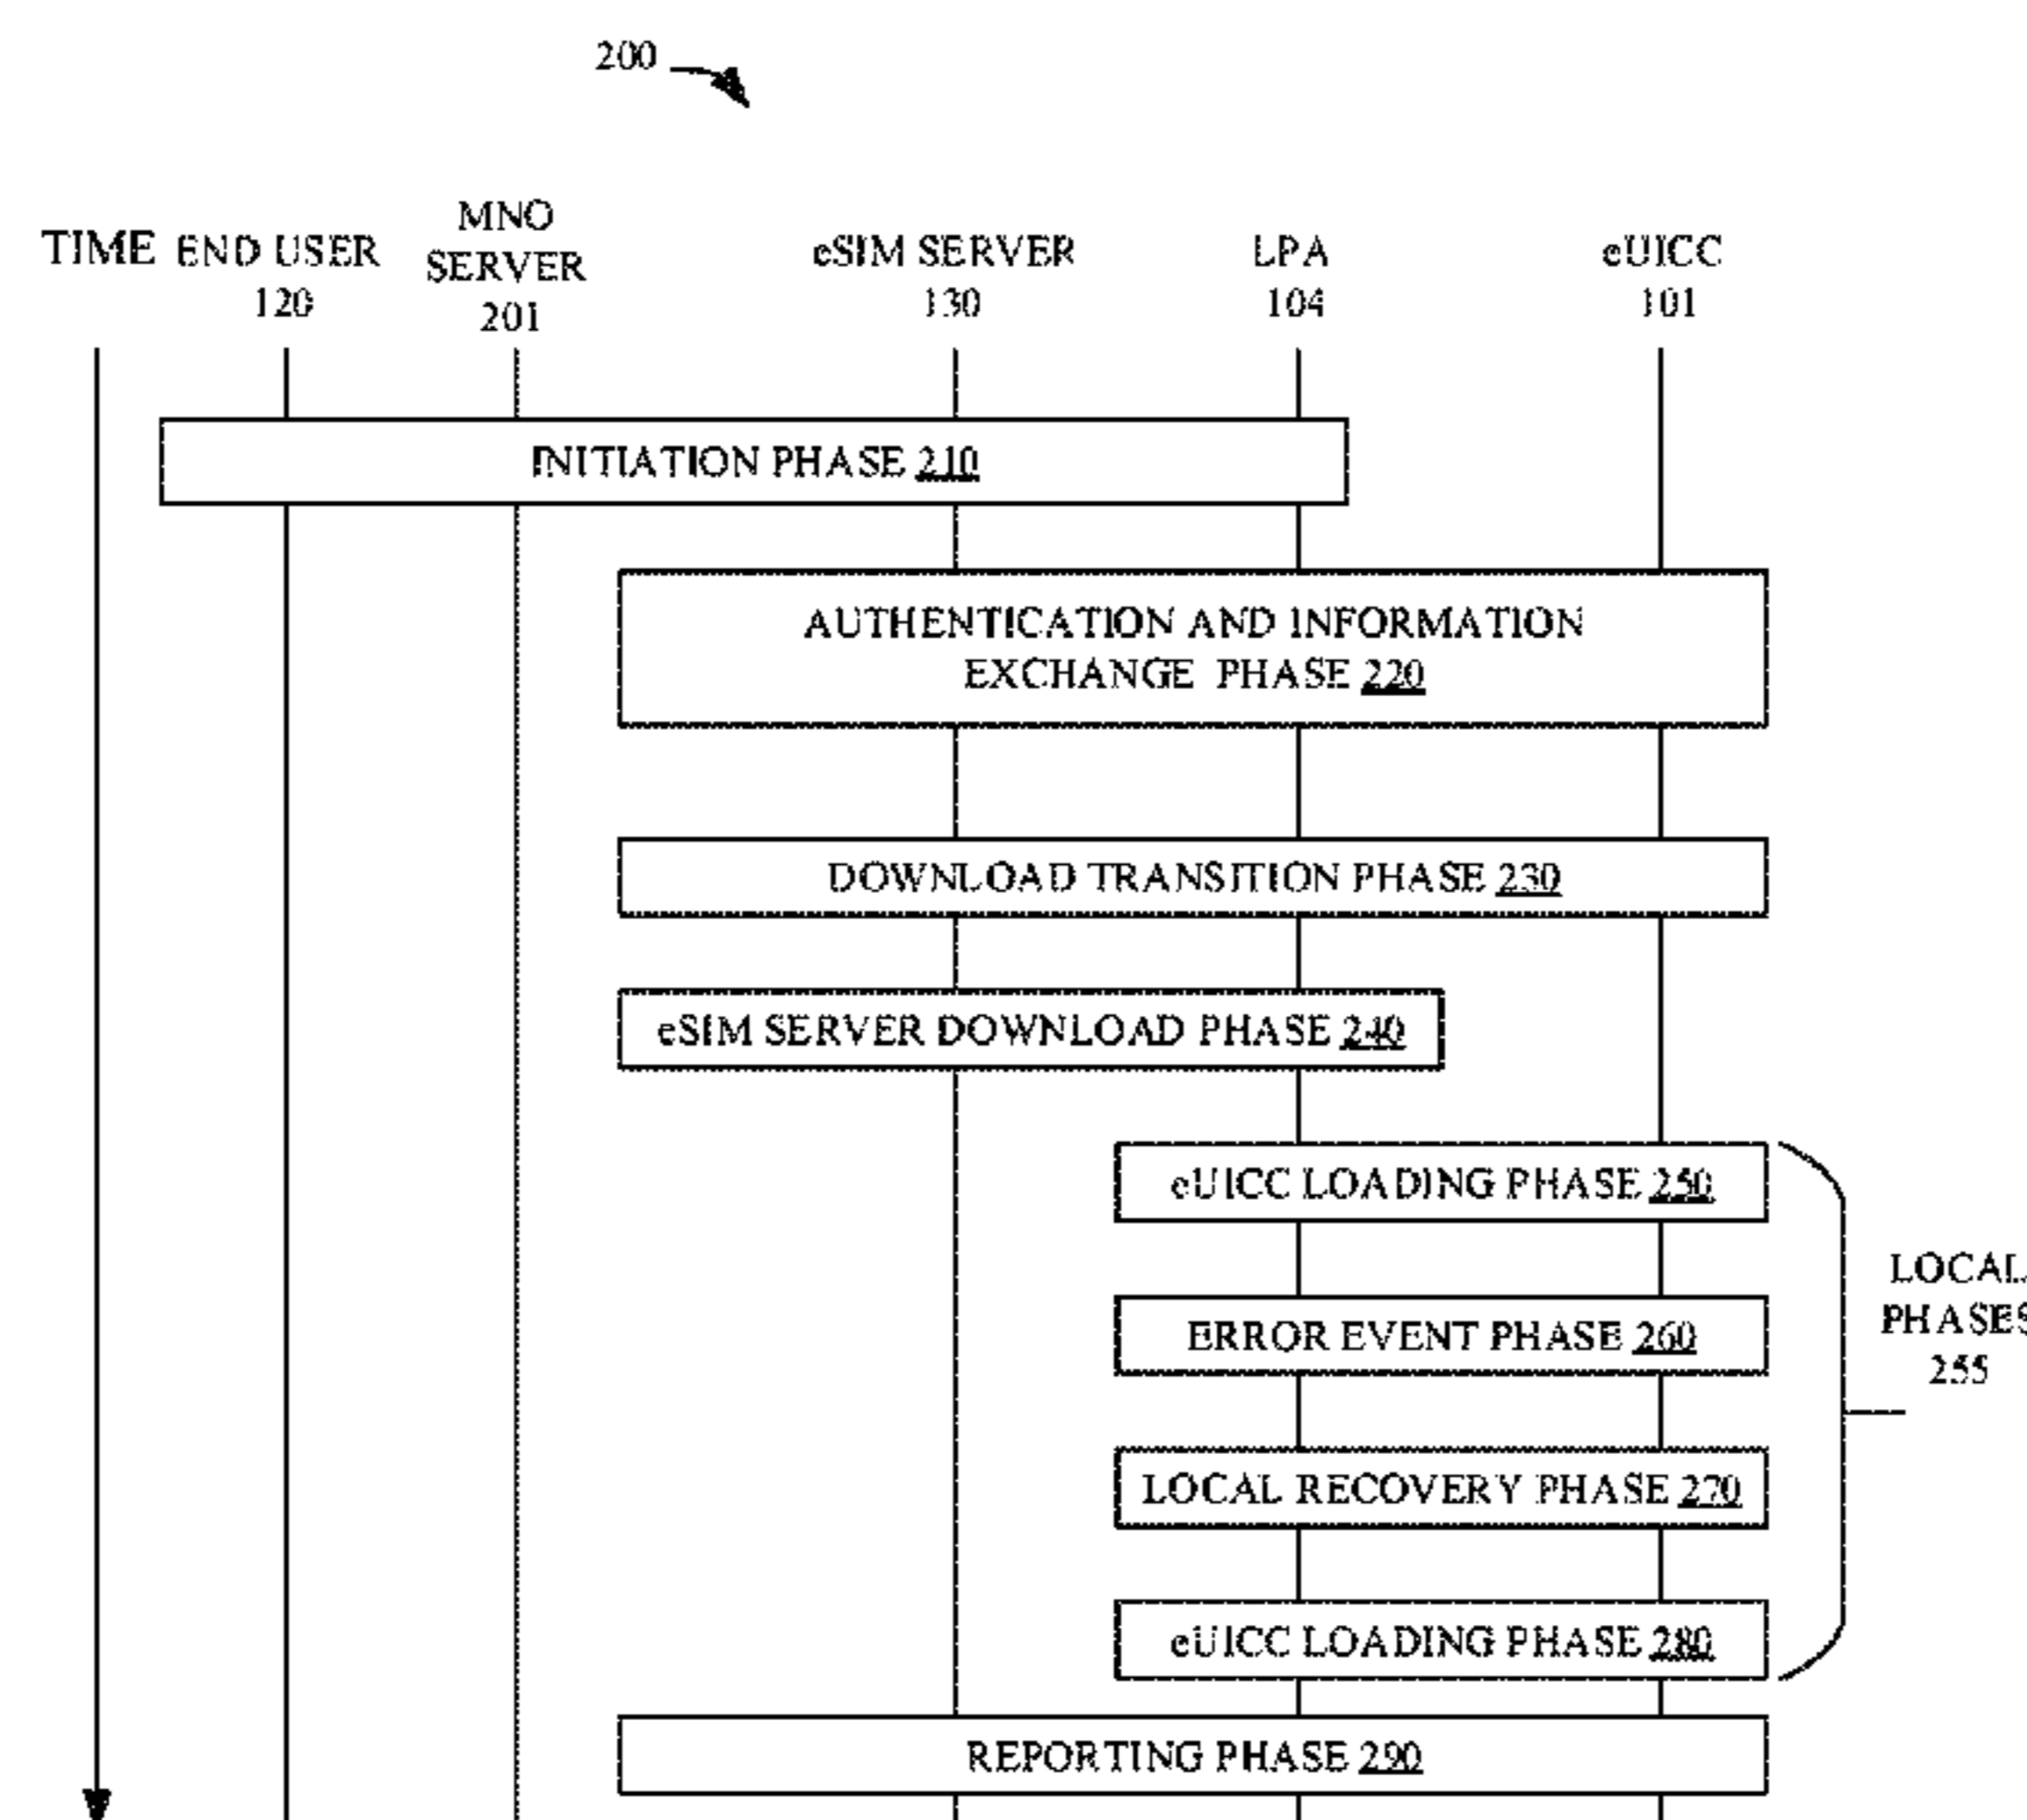 200
TIME
END USER
120
MNO
SERVER
201
eSIM SERVER
130
LPA
104
eUICC
101
INITIATION PHASE 210
AUTHENTICATION AND INFORMATION
EXCHANGE PHASE 220
DOWNLOAD TRANSITION PHASE 230
eSIM SERVER DOWNLOAD PHASE 240
eUICC LOADING PHASE 250
ERROR EVENT PHASE 260
LOCAL RECOVERY PHASE 270
eUICC LOADING PHASE 280
LOCAL
PHASES
255
REPORTING PHASE 290